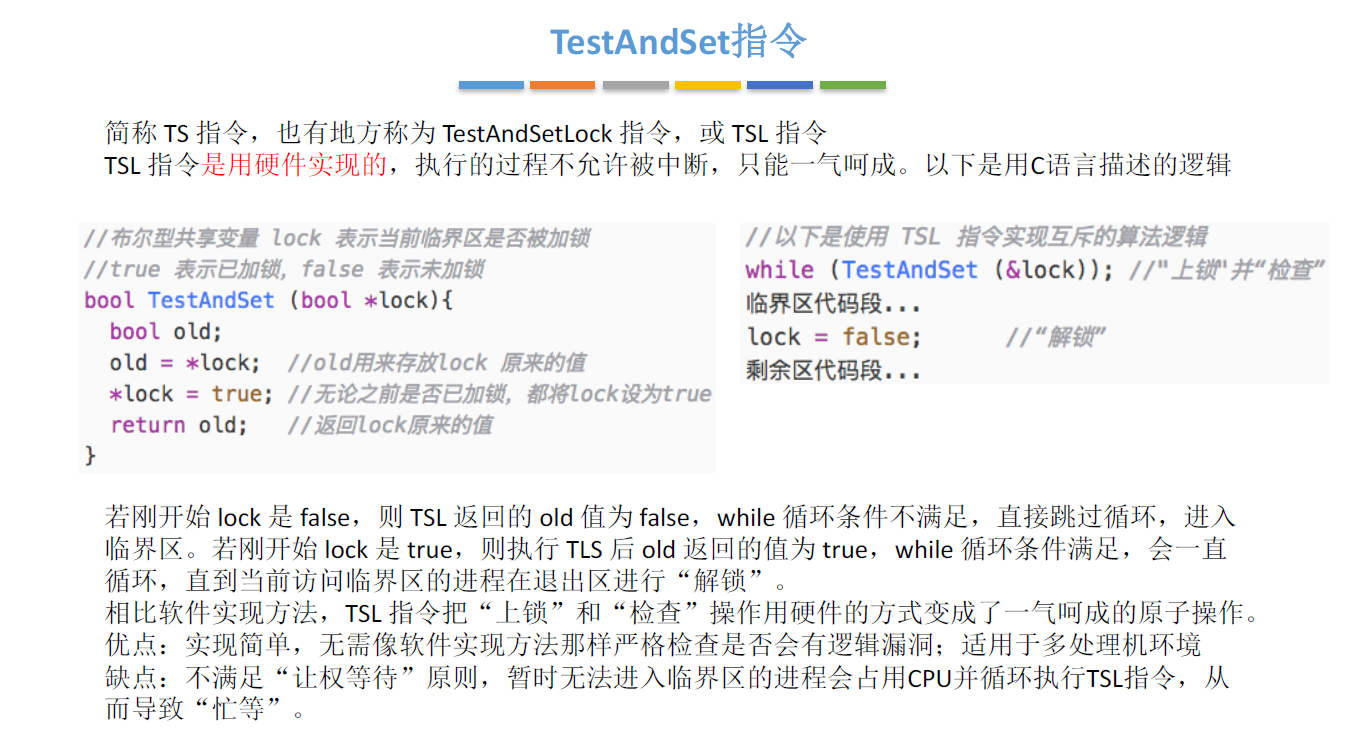 TestAndSet指令
简称 TS 指令，也有地方称为 TestAndSetLock 指令，或 TSL 指令
TSL 指令是用硬件实现的，执行的过程不允许被中断，只能一气呵成。以下是用C语言描述的逻辑
//布尔型共享变量 lock 表示当前临界区是否被加锁
//true 表示已加锁，false 表示未加锁
bool TestAndSet (bool *lock){
  bool old;
  old = *lock;  //old用来存放lock 原来的值
  *lock = true; //无论之前是否已加锁，都将lock设为true
  return old;   //返回lock原来的值
}
//以下是使用 TSL 指令实现互斥的算法逻辑
while (TestAndSet (&lock)); //"上锁"并“检查”
临界区代码段...
lock = false;      //“解锁”
剩余区代码段...
若刚开始 lock 是 false，则 TSL 返回的 old 值为 false，while 循环条件不满足，直接跳过循环，进入
临界区。若刚开始 lock 是 true，则执行 TLS 后 old 返回的值为 true，while 循环条件满足，会一直
循环，直到当前访问临界区的进程在退出区进行“解锁”。
相比软件实现方法，TSL 指令把“上锁”和“检查”操作用硬件的方式变成了一气呵成的原子操作。
优点：实现简单，无需像软件实现方法那样严格检查是否会有逻辑漏洞；适用于多处理机环境
缺点：不满足“让权等待”原则，暂时无法进入临界区的进程会占用CPU并循环执行TSL指令，从
而导致“忙等”。